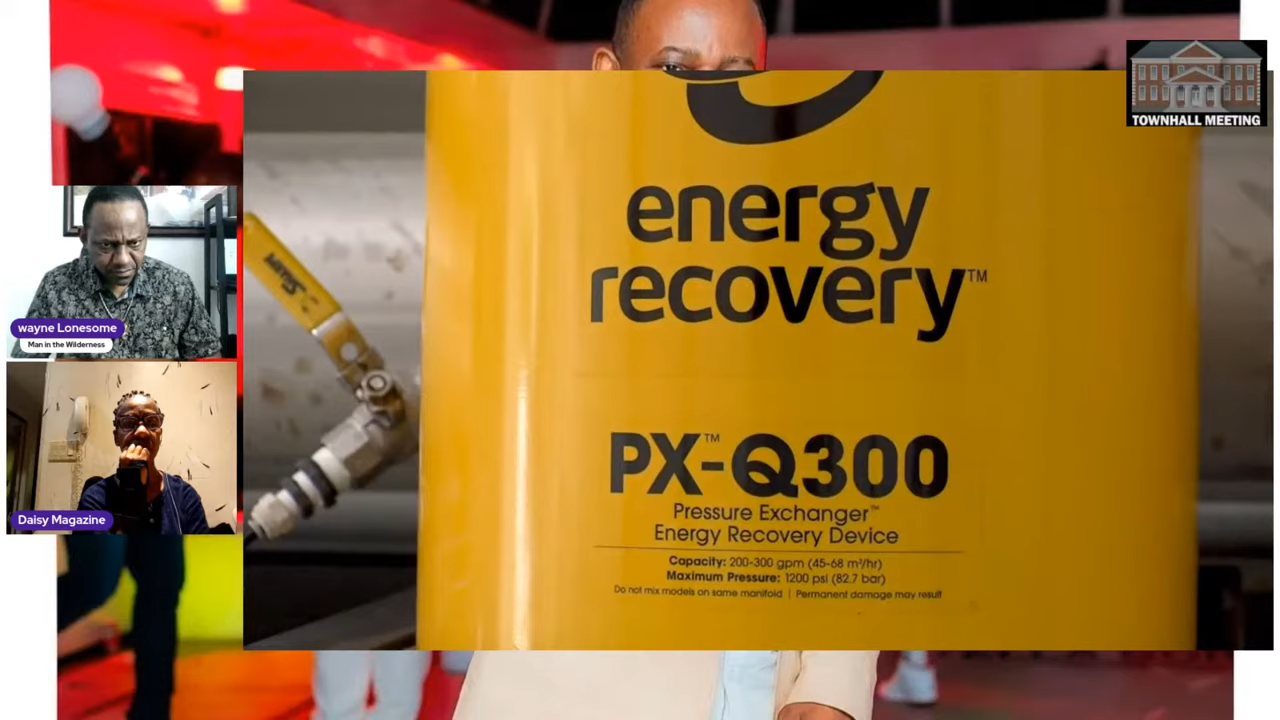 TOWNHALL MEETING
energy
recovery™
PX™-Q300
Pressure Exchanger™
Energy Recovery Device
Capacity: 200-300 gpm (45-68 m³/hr)
Maximum Pressure: 1200 psi (82.7 bar)
Do not mix models on same manifold | Permanent damage may result
wayne Lonesome
Man in the Wilderness
Daisy Magazine